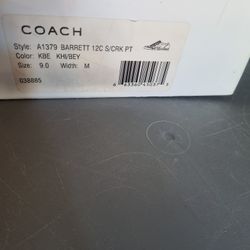 COACH
Style: A1379 BARRETT 12C S/CRK PT
Color: KBE KHI/BEY
Size: 9.0 Width: M
038885